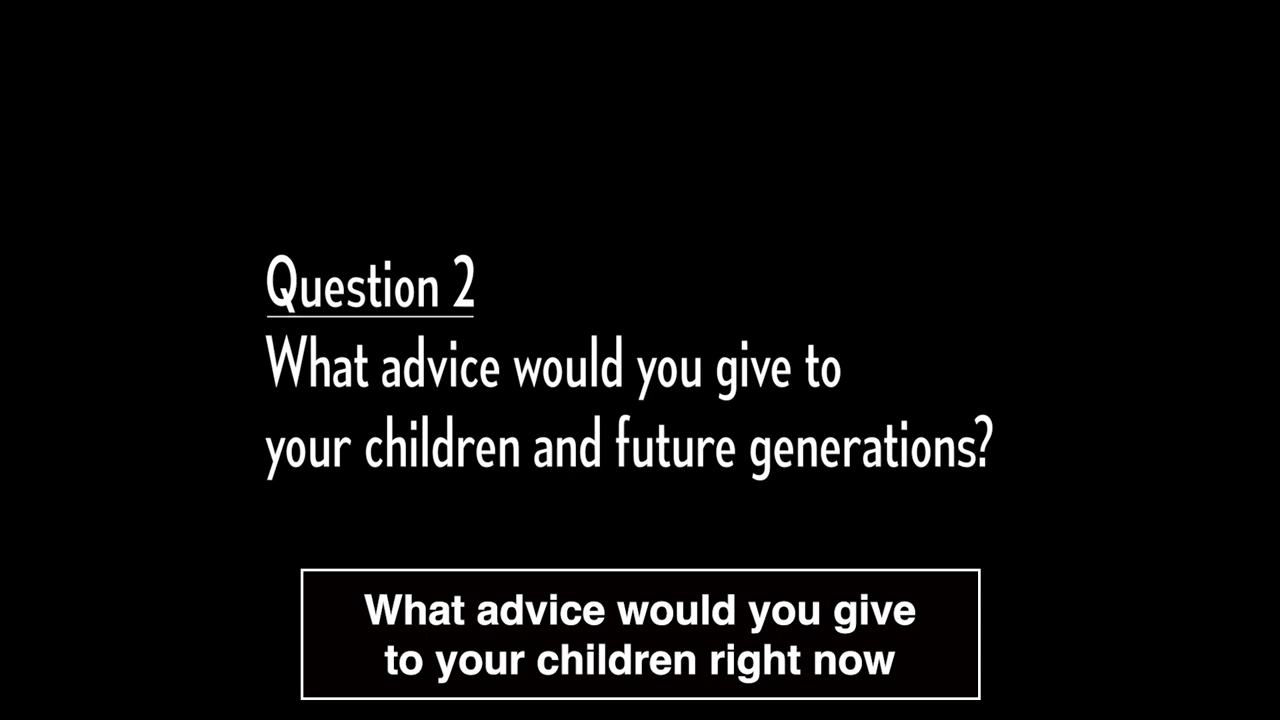 Question 2
What advice would you give to
your children and future generations?
What advice would you give
to your children right now